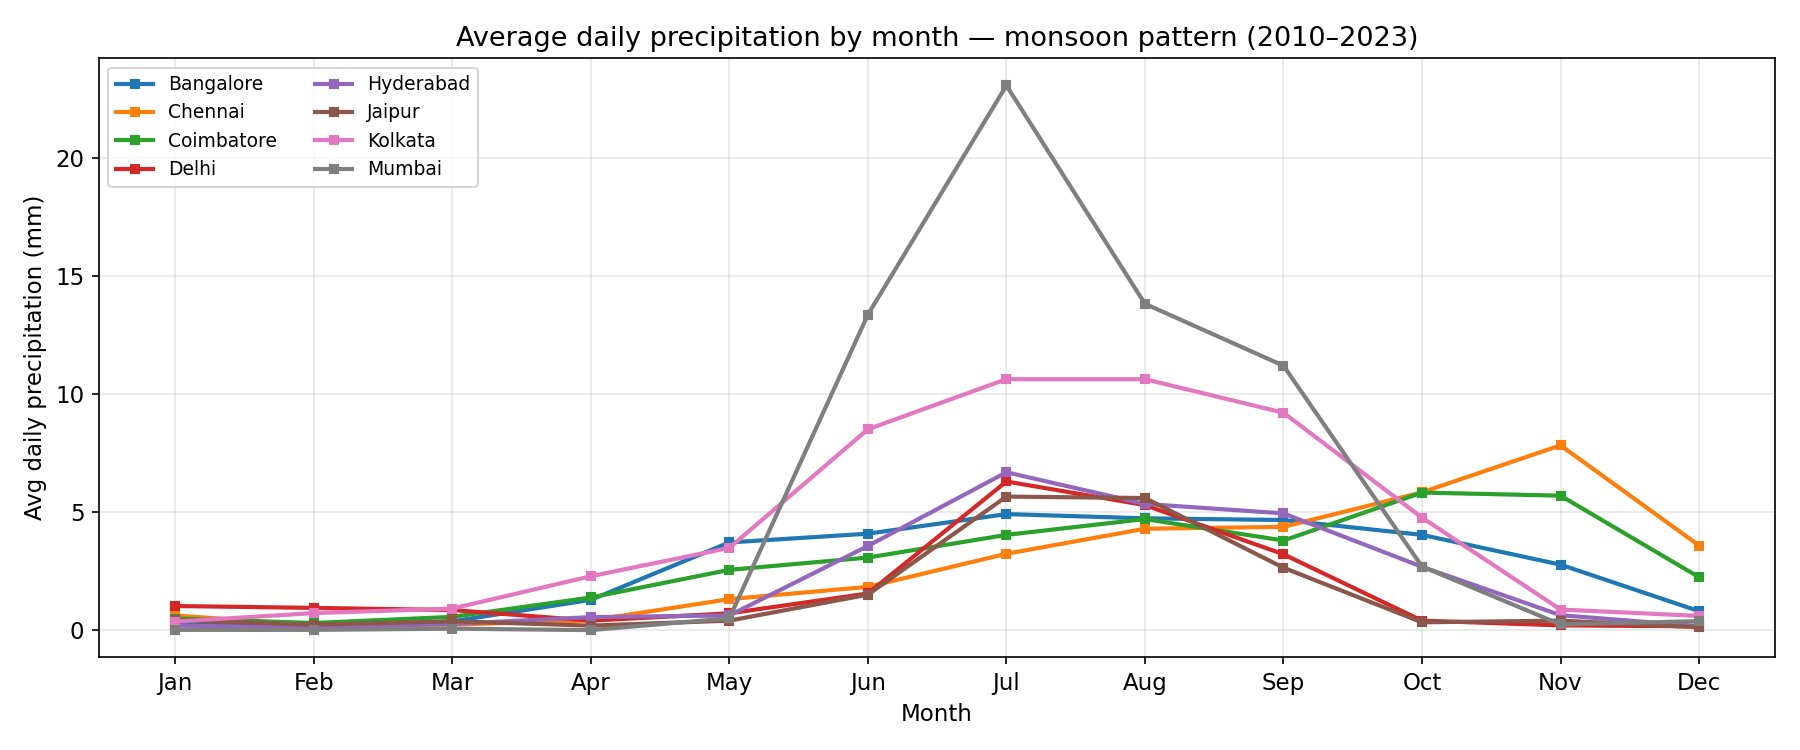 Average daily precipitation by month — monsoon pattern (2010–2023)
Bangalore
Chennai
Coimbatore
Delhi
Hyderabad
Jaipur
Kolkata
Mumbai
Avg daily precipitation (mm)
20
15
10
5
0
Jan Feb Mar Apr May Jun Jul Aug Sep Oct Nov Dec
Month